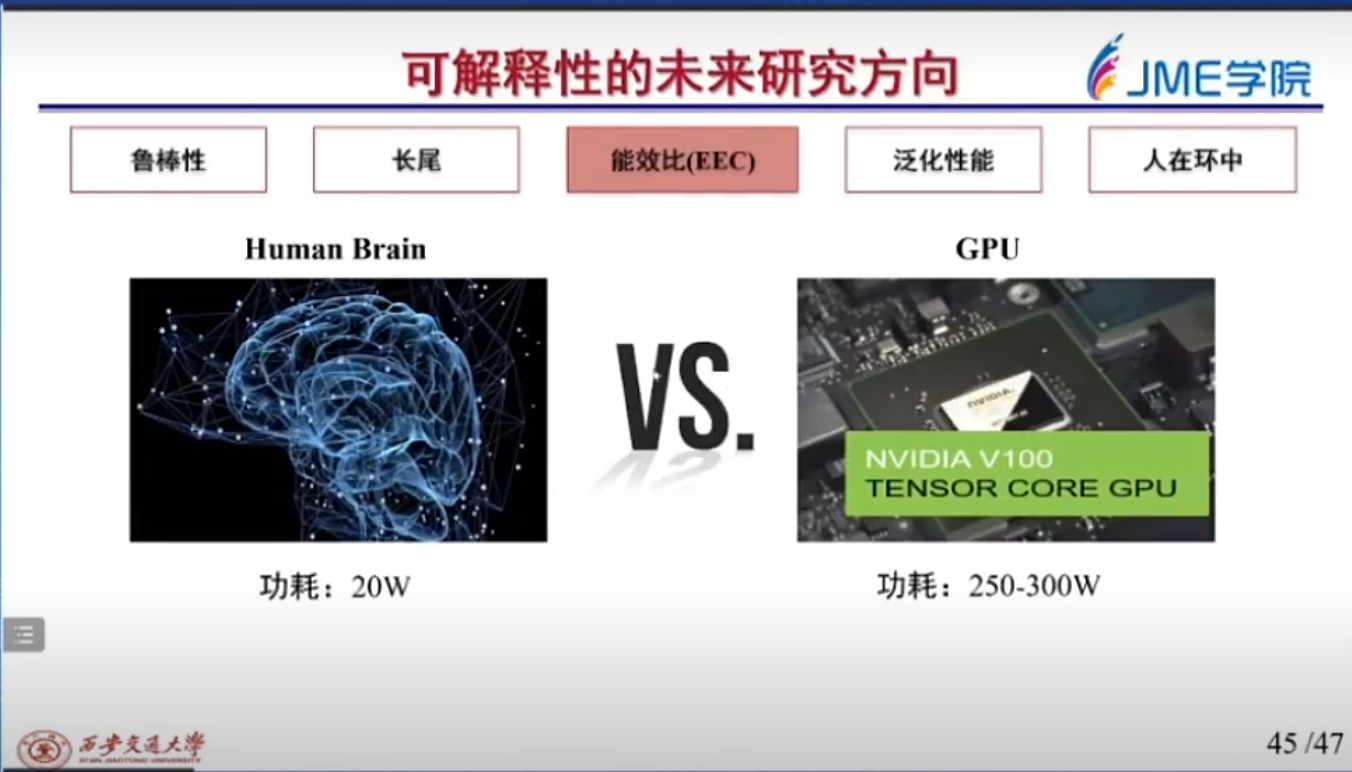 可解释性的未来研究方向
JME学院
鲁棒性
长尾
能效比(EEC)
泛化性能
人在环中
Human Brain
GPU
VS.
NVIDIA.
NVIDIA V100
TENSOR CORE GPU
功耗：20W
功耗：250-300W
西安交通大學
XI'AN JIAOTONG UNIVERSITY
45 /47